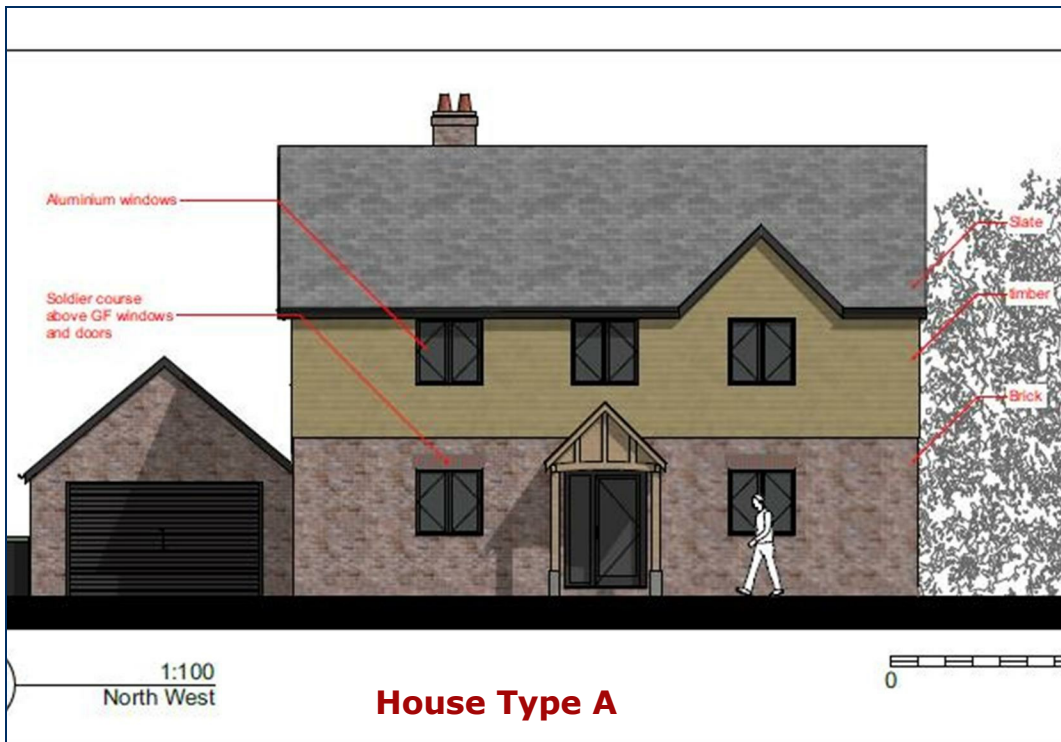 Aluminium windows
Slate
Soldier course
above GF windows
and doors
timber
Brick
1:100
North West
House Type A
0